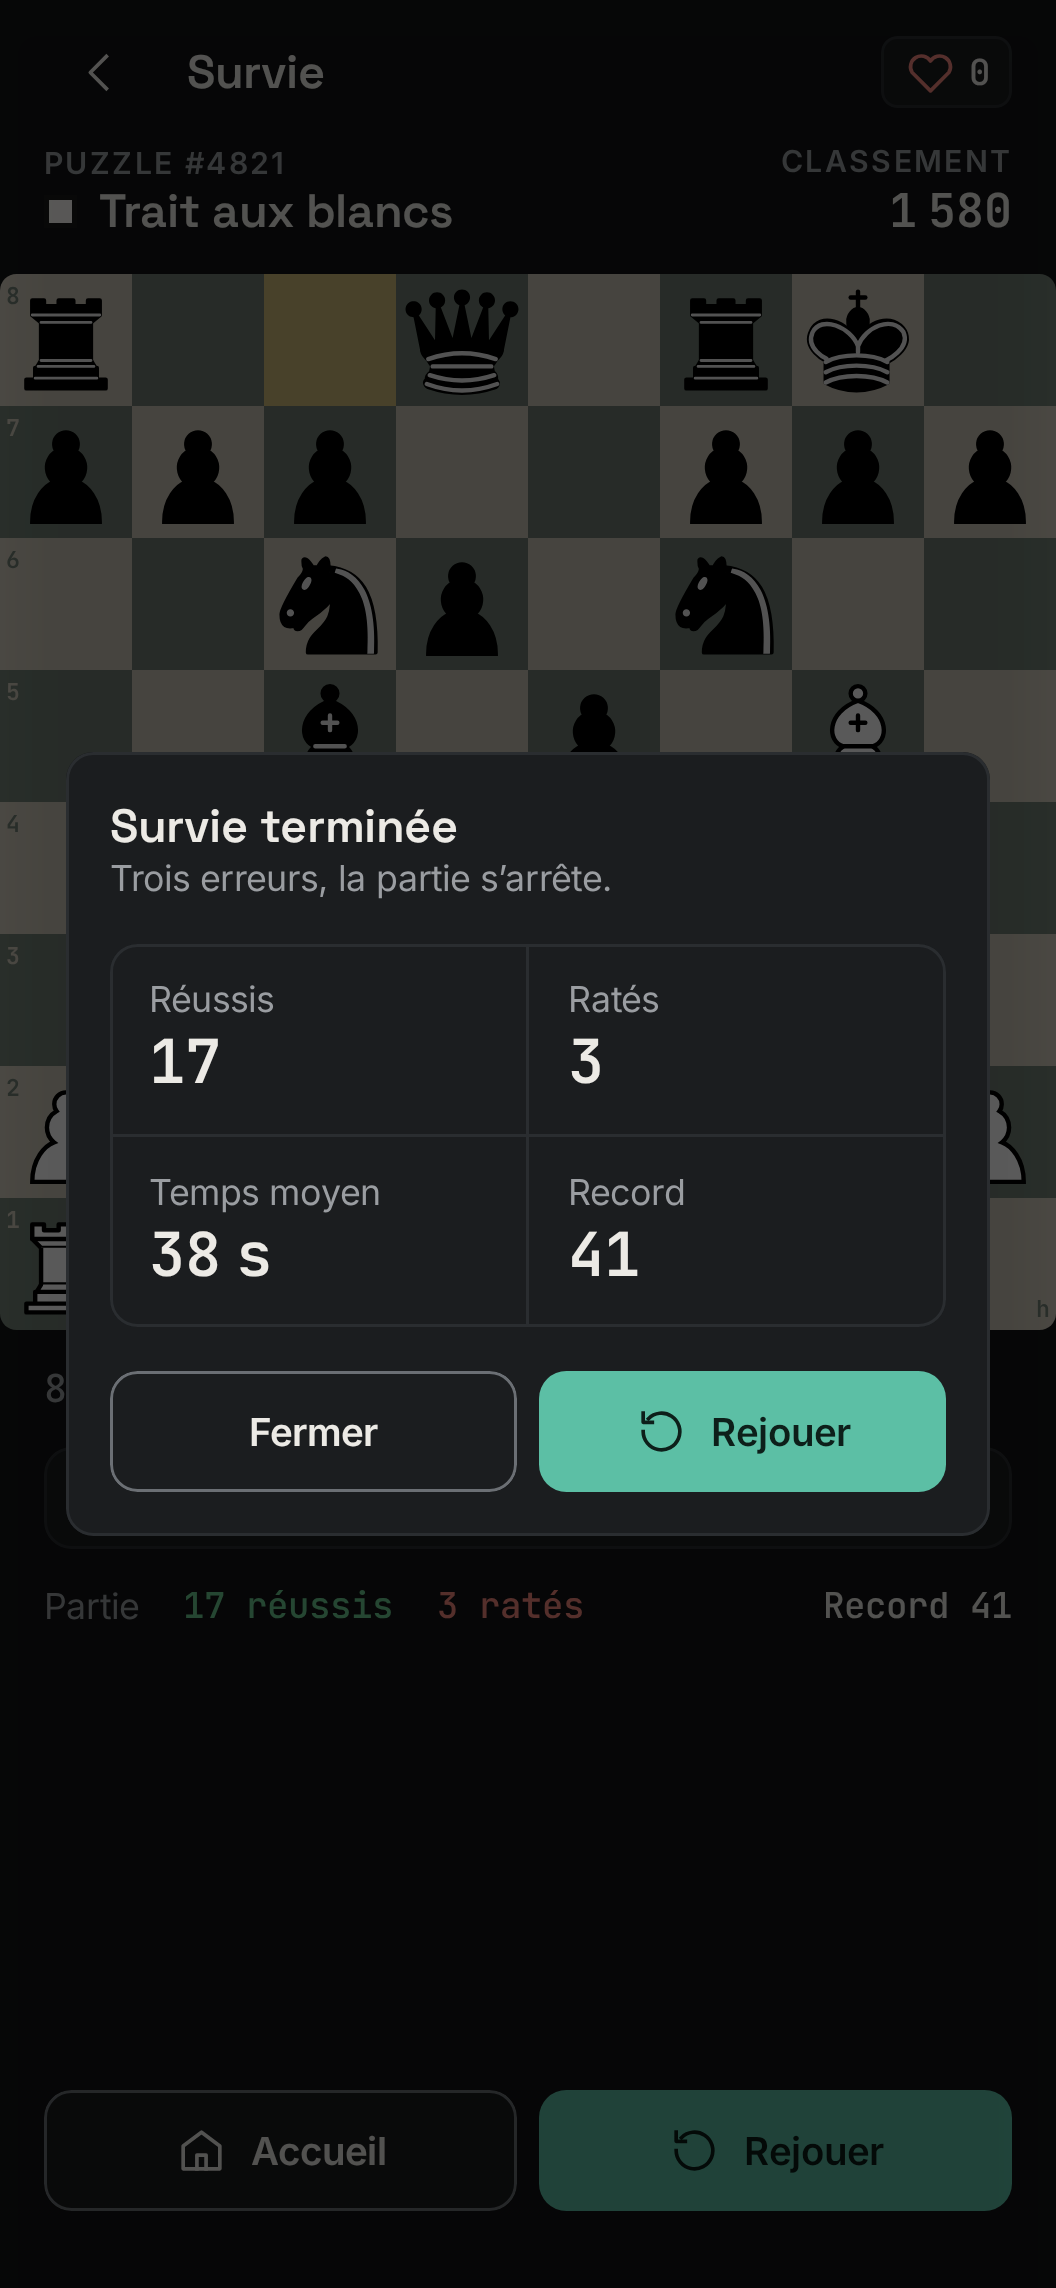 Survie
0
PUZZLE #4821
CLASSEMENT
Trait aux blancs
1 580
8
7
6
5
4
3
2
1
h
Survie terminée
Trois erreurs, la partie s’arrête.
Réussis
Ratés
17
3
Temps moyen
Record
38 s
41
Fermer
Rejouer
8
Partie 17 réussis 3 ratés Record 41
Accueil
Rejouer